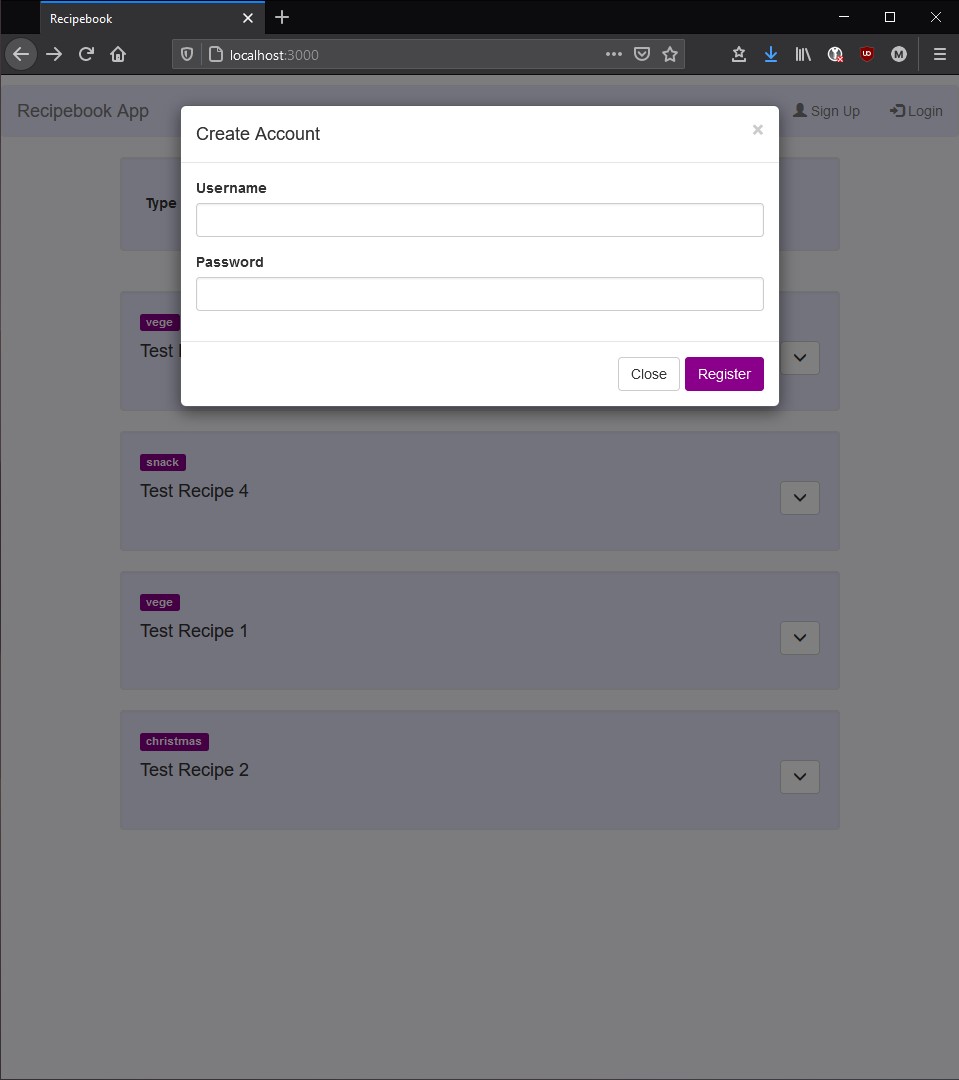 Recipebook
localhost:3000
Recipebook App
Sign Up
Login
Create Account
×
Username
Password
Close
Register
Type
vege
Test
snack
Test Recipe 4
vege
Test Recipe 1
christmas
Test Recipe 2